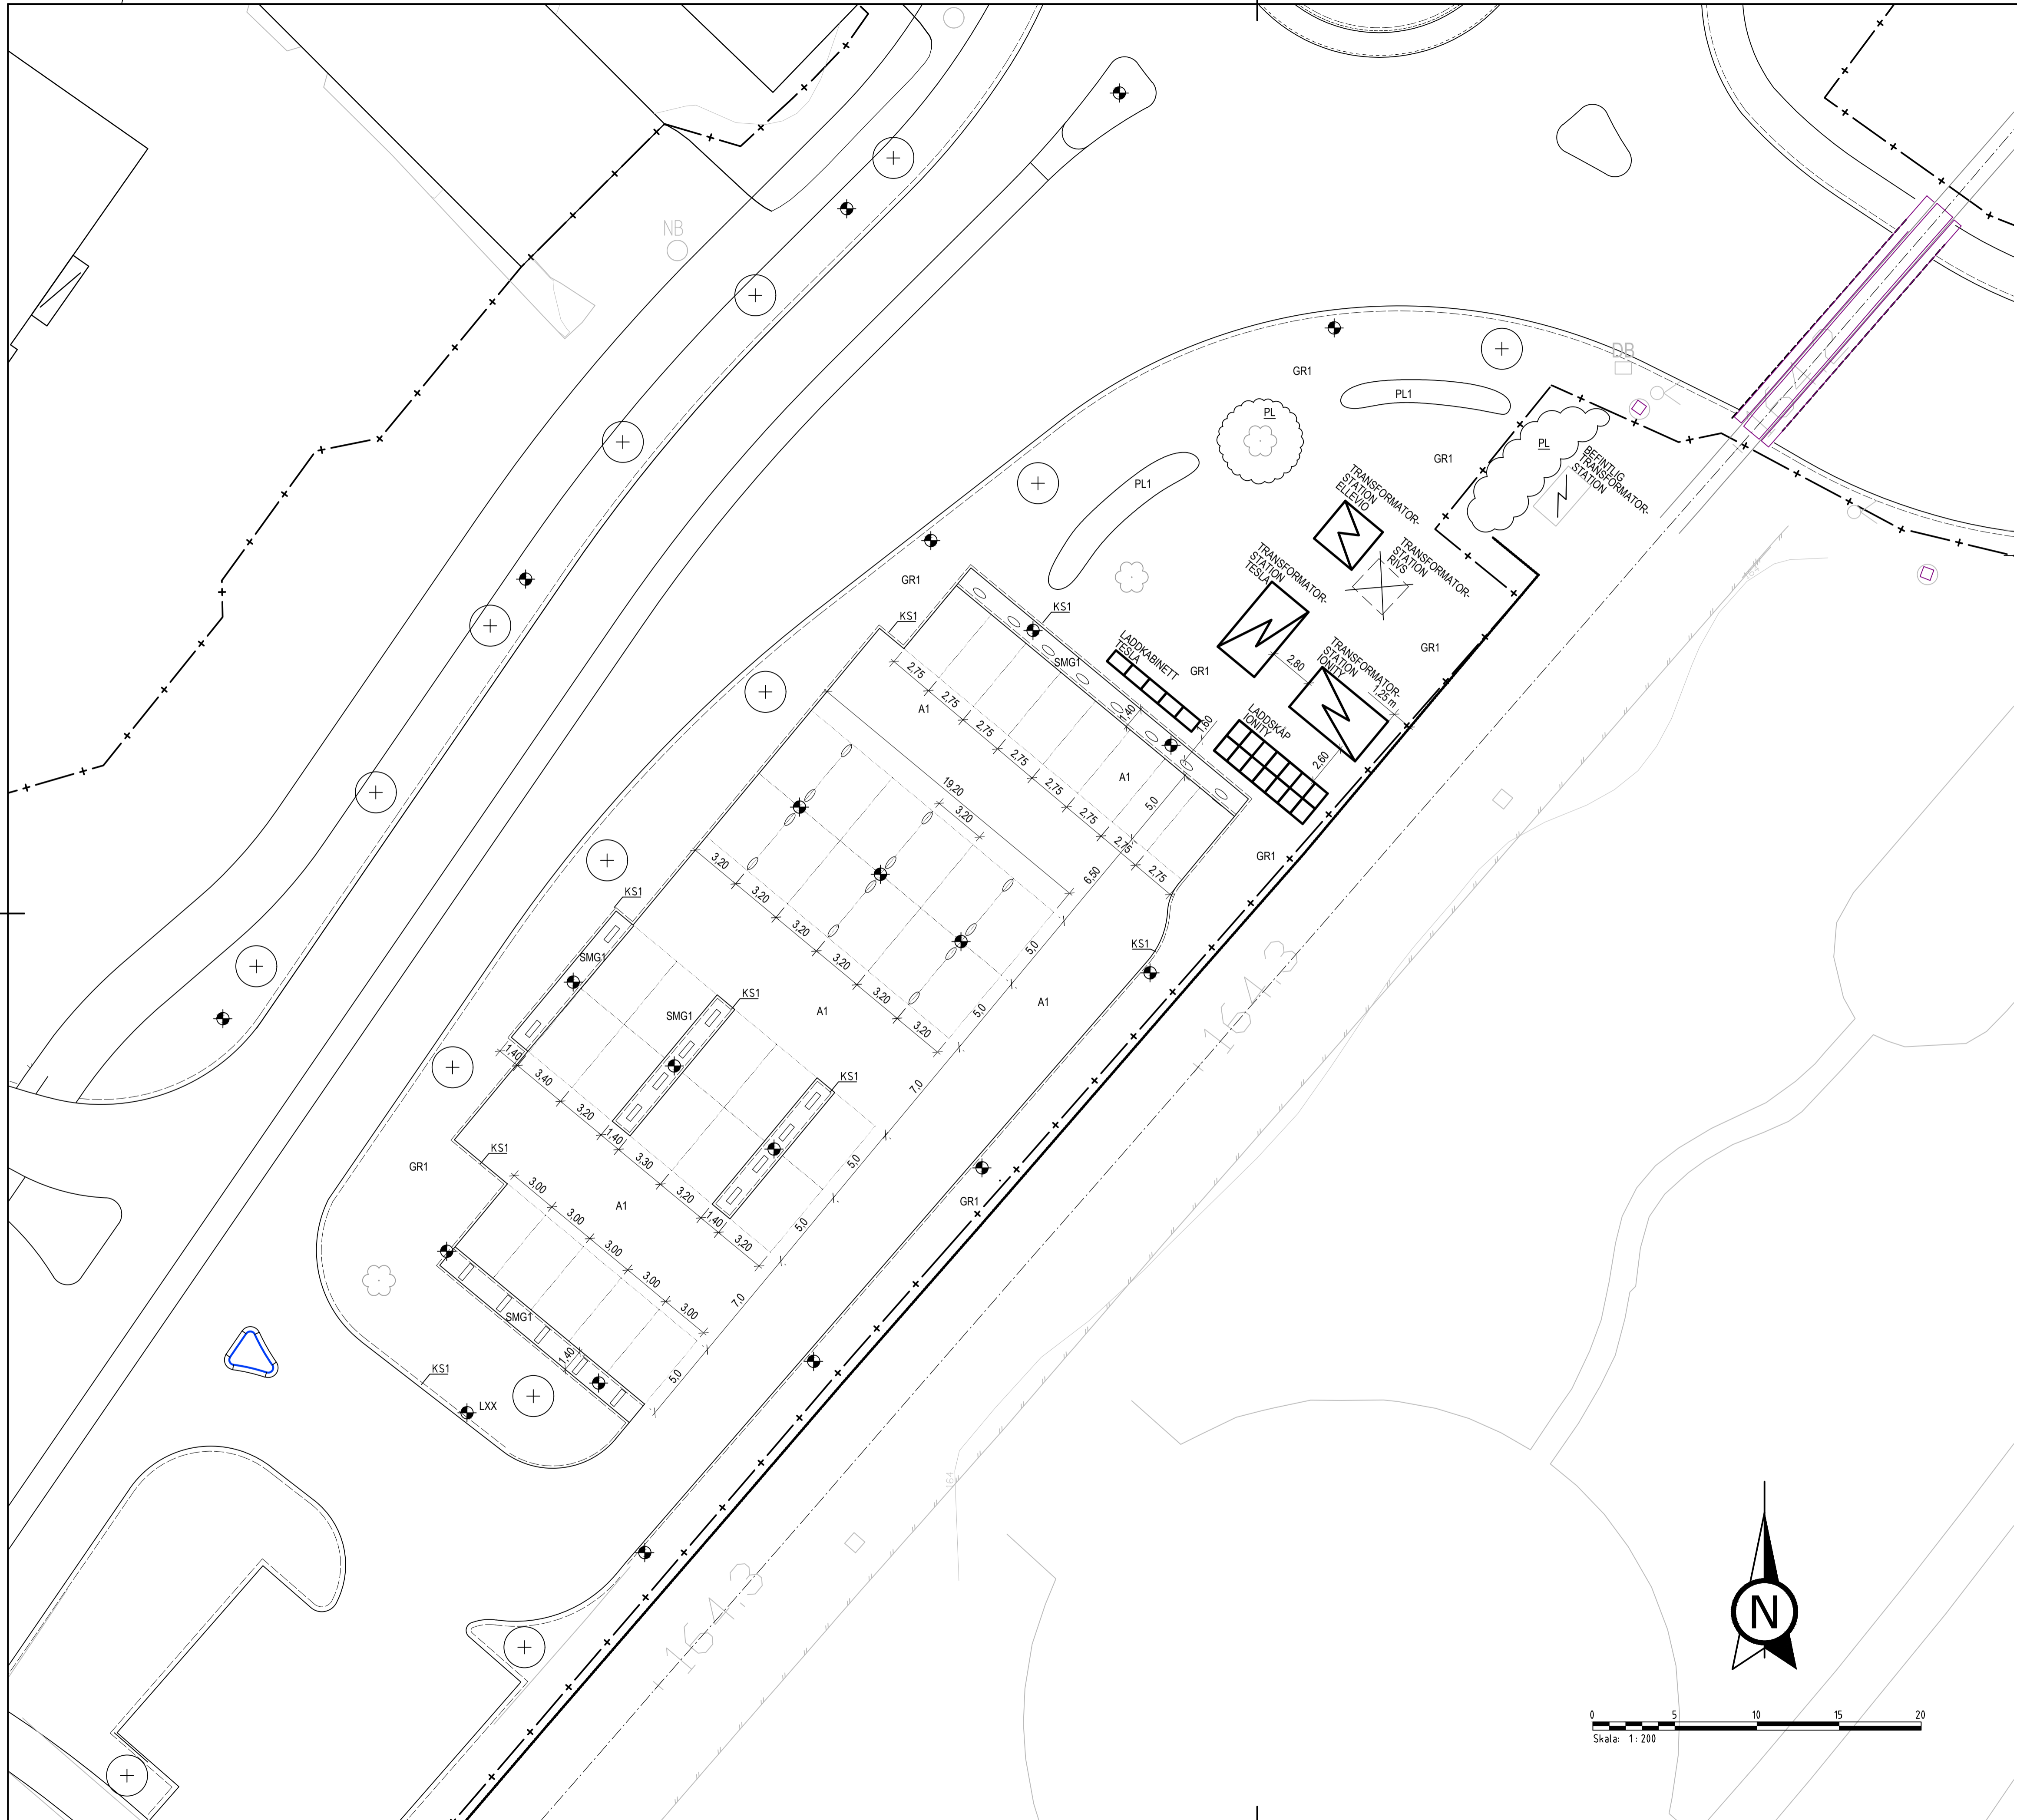 NB
DB
GR1
PL1
PL
GR1
PL
BEFINTLIG
TRANSFORMATOR-
STATION
PL1
TRANSFORMATOR-
STATION
ELLEVIO
TRANSFORMATOR-
STATION
RIVS
TRANSFORMATOR-
STATION
TESLA
GR1
KS1
KS1
LADDKABINETT
TESLA
GR1
GR1
TRANSFORMATOR-
STATION
IONITY
2,80
1,25 m
SMG1
2,75
2,75
2,75
2,75
2,75
2,75
2,75
2,75
A1
1,40
1,60
LADDSKÅP
IONITY
2,60
A1
5,0
19,20
3,20
6,50
GR1
3,20
3,20
3,20
3,20
3,20
3,20
5,0
5,0
KS1
KS1
SMG1
A1
A1
KS1
SMG1
7,0
-164,3
KS1
1,40
3,40
3,20
1,40
3,30
3,20
1,40
3,20
5,0
5,0
KS1
GR1
GR1
A1
3,00
3,00
3,00
3,00
3,00
7,0
SMG1
1,40
5,0
KS1
LXX
164
-164,3
N
0 5 10 15 20
Skala: 1:200